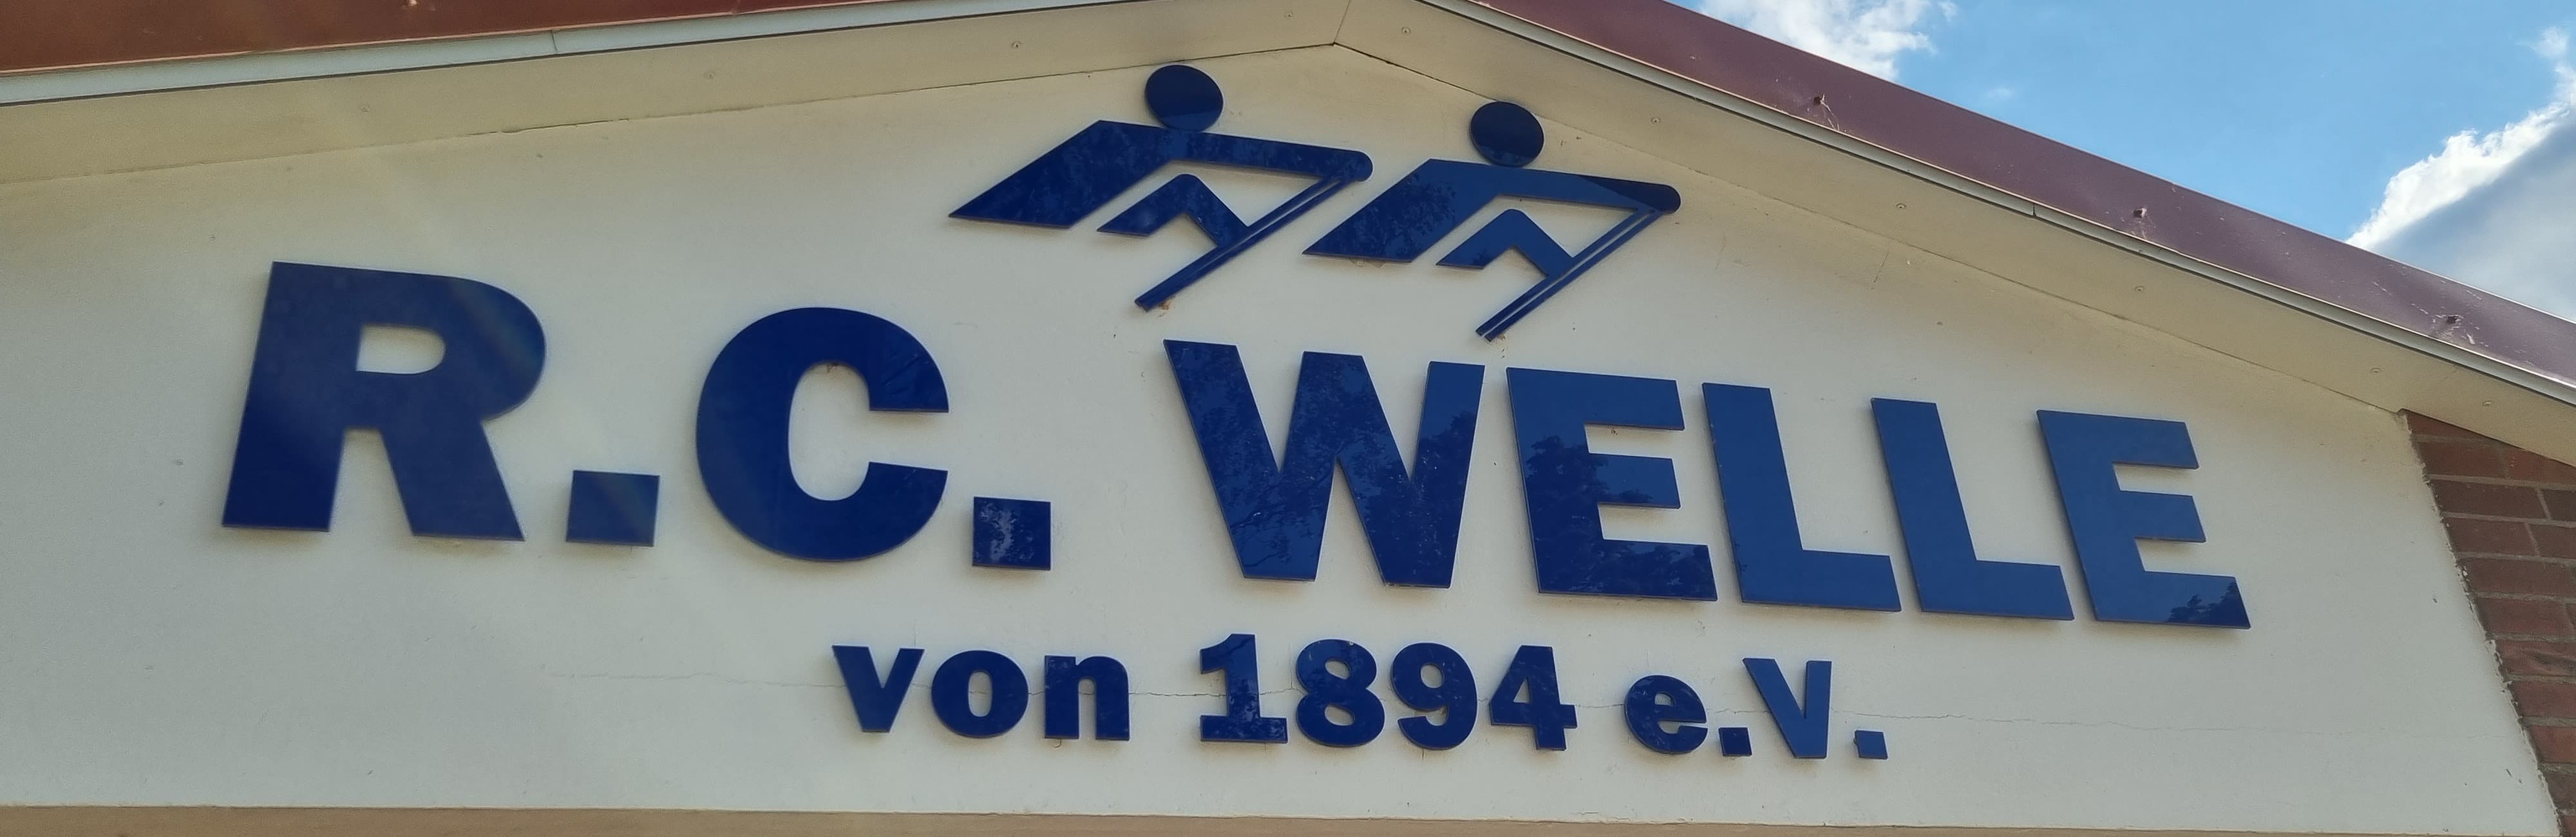 R.C. WELLE
von 1894 e.V.